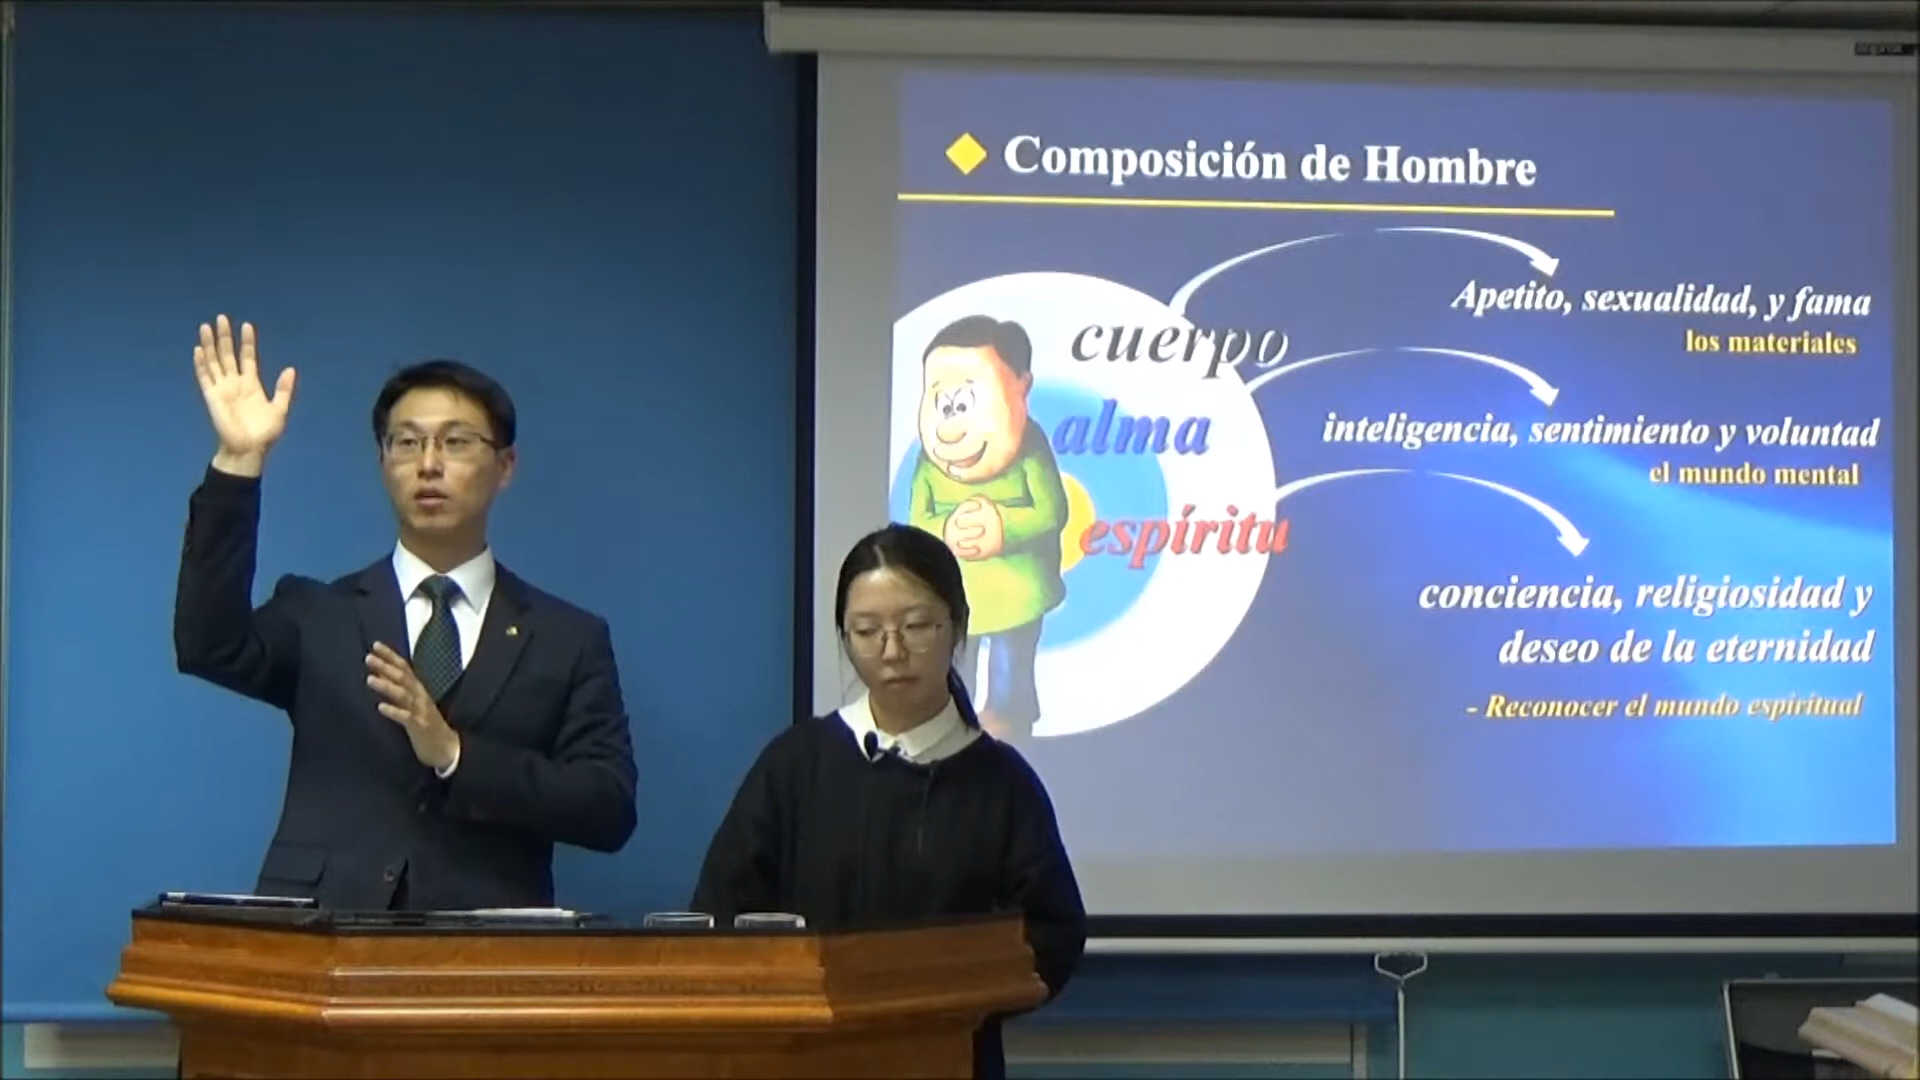 Composición de Hombre
cuerpo
Apetito, sexualidad, y fama
los materiales
alma
inteligencia, sentimiento y voluntad
el mundo mental
espíritu
conciencia, religiosidad y
deseo de la eternidad
- Reconocer el mundo espiritual